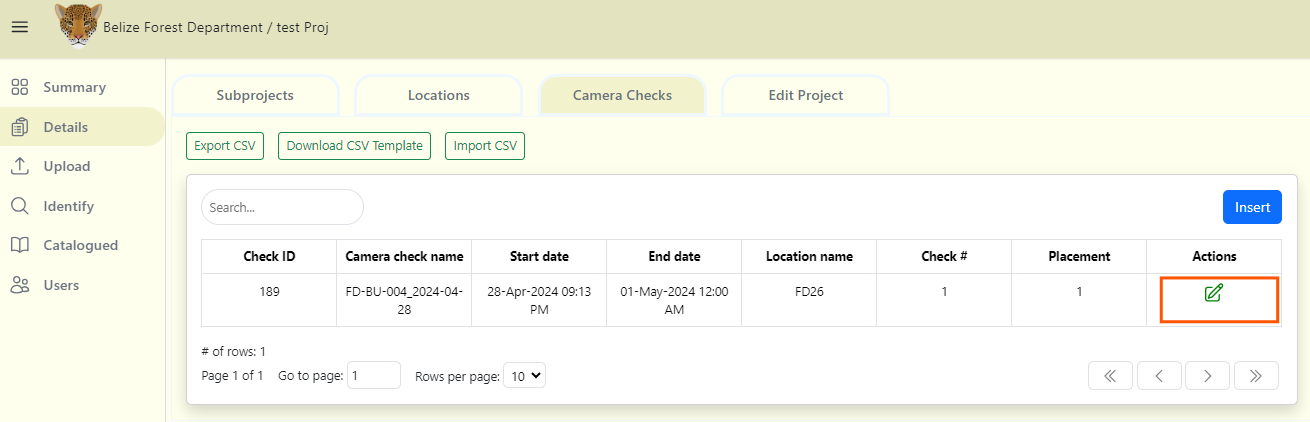 Belize Forest Department / test Proj
Summary
Details
Upload
Identify
Catalogued
Users
Subprojects
Locations
Camera Checks
Edit Project
Export CSV
Download CSV Template
Import CSV
Search...
Insert
Check ID
Camera check name
Start date
End date
Location name
Check #
Placement
Actions
189
FD-BU-004_2024-04-
28
28-Apr-2024 09:13
PM
01-May-2024 12:00
AM
FD26
1
1
# of rows: 1
Page 1 of 1
Go to page: 1
Rows per page: 10